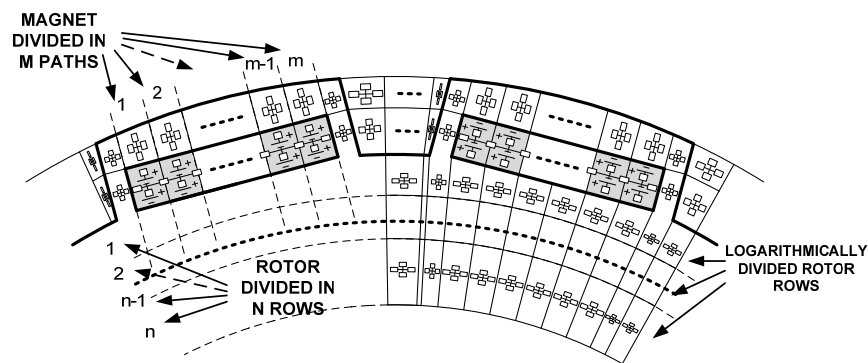 MAGNET
DIVIDED IN
M PATHS
1
2
m-1
m
1
2
n-1
n
ROTOR
DIVIDED IN
N ROWS
LOGARITHMICALLY
DIVIDED ROTOR
ROWS